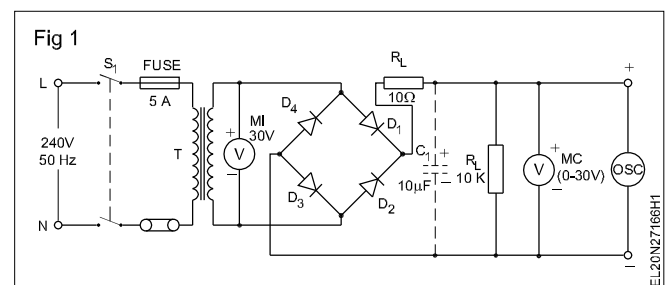 Fig 1
L
S1
FUSE
5 A
240V
50 Hz
N
T
MI
30V
+
V
–
D4
D1
D3
D2
RL
10Ω
C1
+
10µF
–
RL
10 K
+
V
–
MC
(0-30V)
+
OSC
–
EL20N27166H1